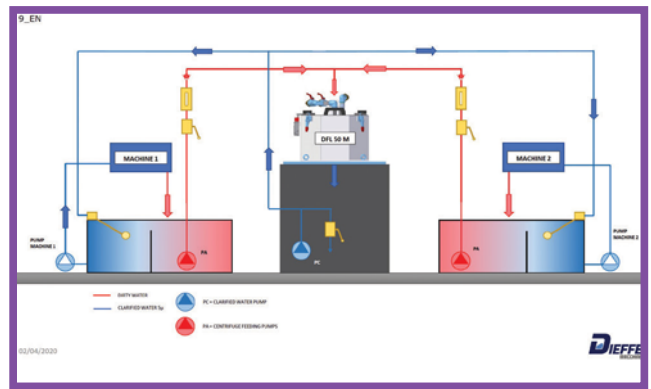 9_EN
DFL 50 M
MACHINE 1
MACHINE 2
PUMP
MACHINE 1
PUMP
MACHINE 2
PA
PC
PA
DIRTY WATER
CLARIFIED WATER 5µ
PC = CLARIFIED WATER PUMP
PA = CENTRIFUGE FEEDING PUMPS
02/04/2020
DIEFFE